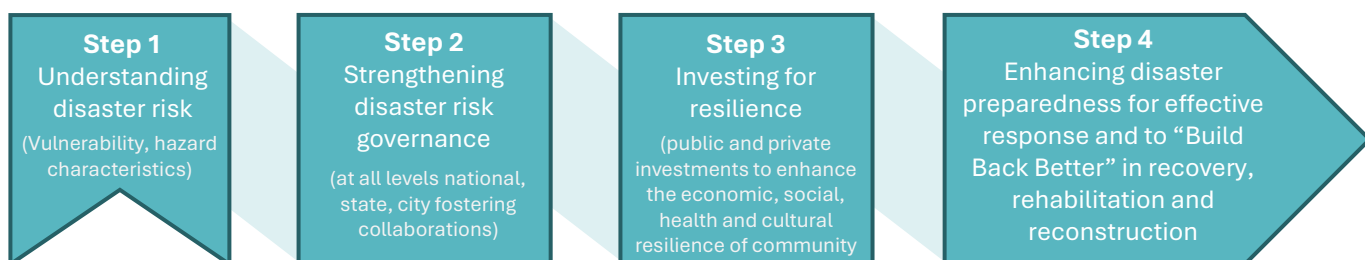 Step 1
Understanding
disaster risk
(Vulnerability, hazard
characteristics)
Step 2
Strengthening
disaster risk
governance
(at all levels national,
state, city fostering
collaborations)
Step 3
Investing for
resilience
(public and private
investments to enhance
the economic, social,
health and cultural
resilience of community
Step 4
Enhancing disaster
preparedness for effective
response and to “Build
Back Better” in recovery,
rehabilitation and
reconstruction